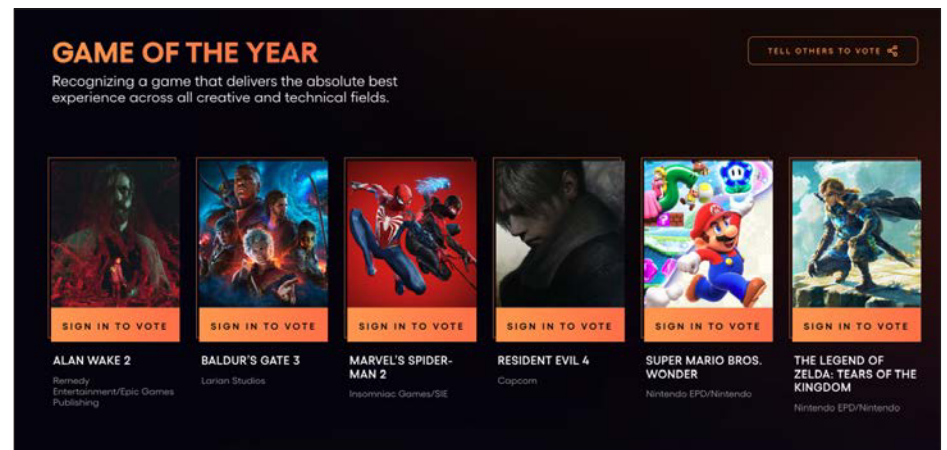 GAME OF THE YEAR
TELL OTHERS TO VOTE
Recognizing a game that delivers the absolute best
experience across all creative and technical fields.
SIGN IN TO VOTE
SIGN IN TO VOTE
SIGN IN TO VOTE
SIGN IN TO VOTE
SIGN IN TO VOTE
SIGN IN TO VOTE
ALAN WAKE 2
Remedy
Entertainment/Epic Games
Publishing
BALDUR'S GATE 3
Larian Studios
MARVEL'S SPIDER-
MAN 2
Insomniac Games/SIE
RESIDENT EVIL 4
Capcom
SUPER MARIO BROS.
WONDER
Nintendo EPD/Nintendo
THE LEGEND OF
ZELDA: TEARS OF THE
KINGDOM
Nintendo EPD/Nintendo